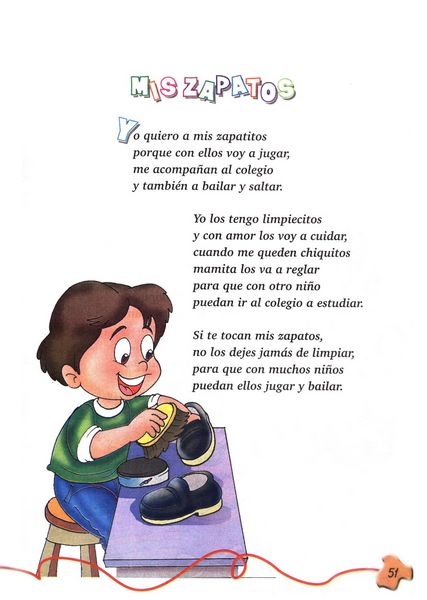 MIS ZAPATOS
Yo quiero a mis zapatitos
porque con ellos voy a jugar,
me acompañan al colegio
y también a bailar y saltar.
Yo los tengo limpiecitos
y con amor los voy a cuidar,
cuando me queden chiquitos
mamita los va a reglar
para que con otro niño
puedan ir al colegio a estudiar.
Si te tocan mis zapatos,
no los dejes jamás de limpiar,
para que con muchos niños
puedan ellos jugar y bailar.
51